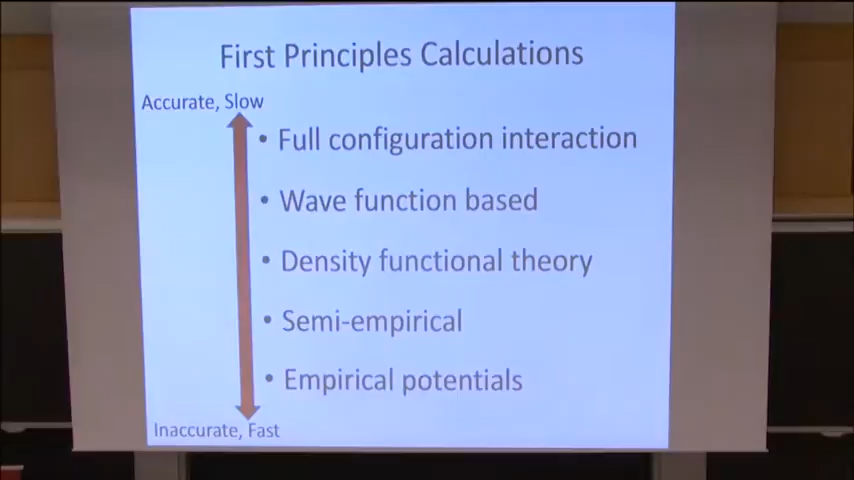 First Principles Calculations
Accurate, Slow
• Full configuration interaction
• Wave function based
• Density functional theory
• Semi-empirical
• Empirical potentials
Inaccurate, Fast